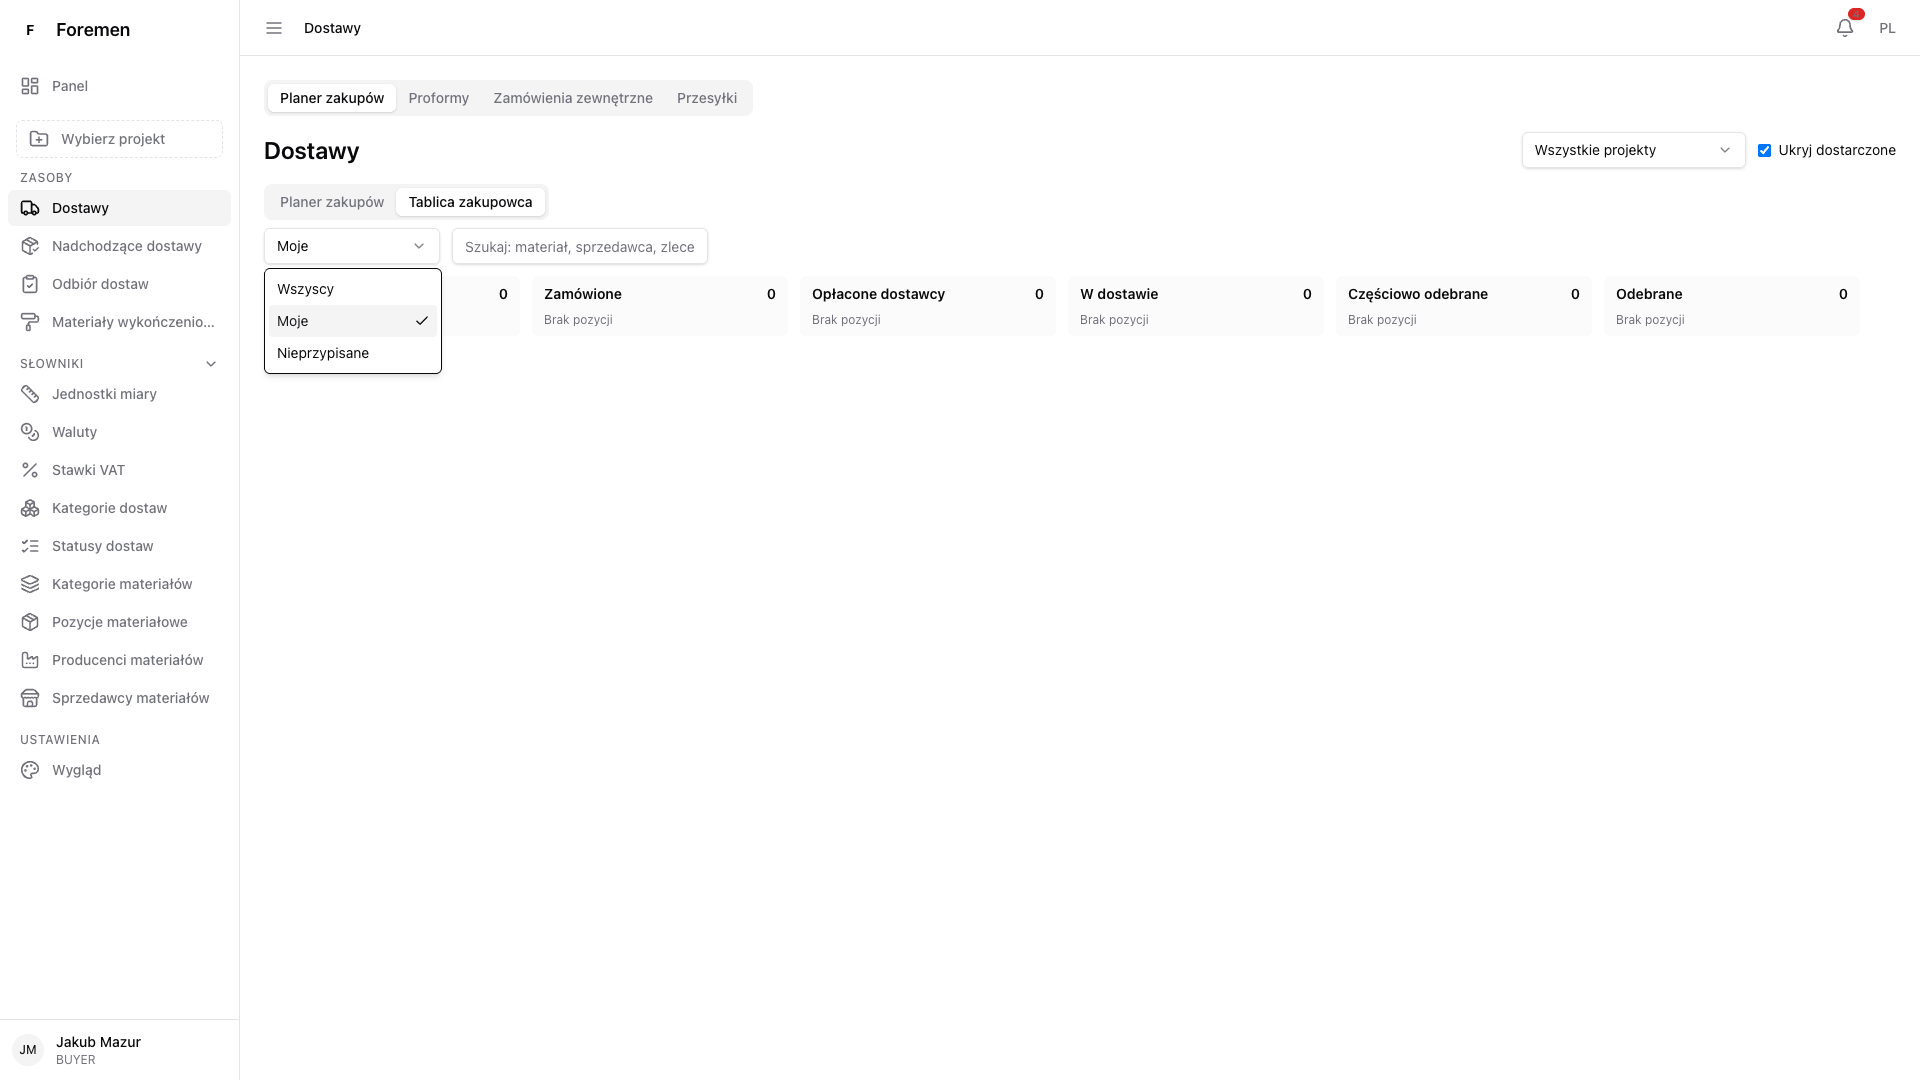 F Foremen
Dostawy
PL
Panel
Wybierz projekt
ZASOBY
Dostawy
Nadchodzące dostawy
Odbiór dostaw
Materiały wykończenio...
SŁOWNIKI
Jednostki miary
Waluty
Stawki VAT
Kategorie dostaw
Statusy dostaw
Kategorie materiałów
Pozycje materiałowe
Producenci materiałów
Sprzedawcy materiałów
USTAWIENIA
Wygląd
JM
Jakub Mazur
BUYER
Planer zakupów Proformy Zamówienia zewnętrzne Przesyłki
Dostawy
Wszystkie projekty
Ukryj dostarczone
Planer zakupów Tablica zakupowca
Moje
Szukaj: materiał, sprzedawca, zlece
Wszyscy
Moje
Nieprzypisane
0
Zamówione 0
Brak pozycji
Opłacone dostawcy 0
Brak pozycji
W dostawie 0
Brak pozycji
Częściowo odebrane 0
Brak pozycji
Odebrane 0
Brak pozycji